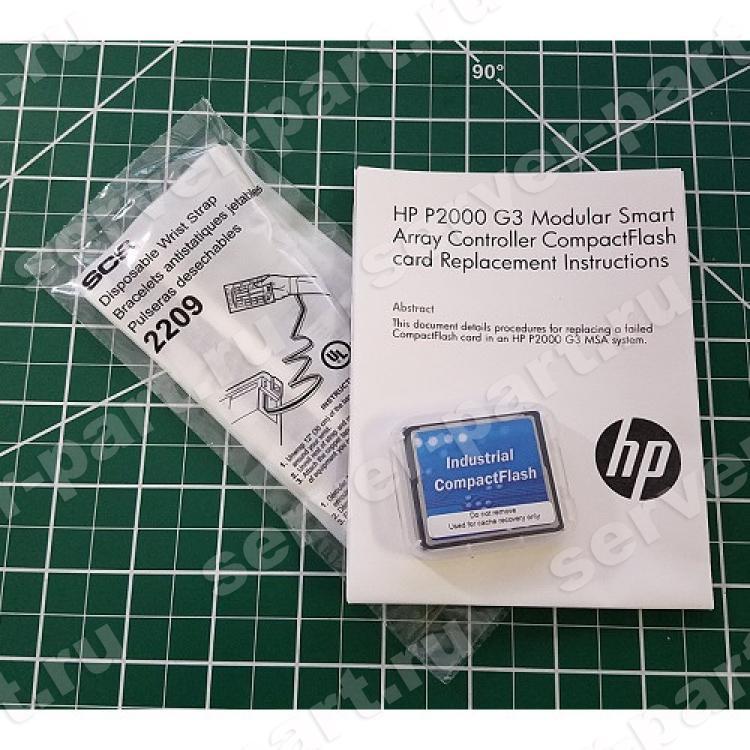 90°
SCS
Disposable Wrist Strap
Bracelets antistatiques jetables
Pulseras desechables
2209
UL
HP P2000 G3 Modular Smart
Array Controller CompactFlash
card Replacement Instructions
Abstract
This document details procedures for replacing a failed
CompactFlash card in an HP P2000 G3 MSA system.
Industrial
CompactFlash
Do not remove
Used for cache recovery only
hp
server-part.ru